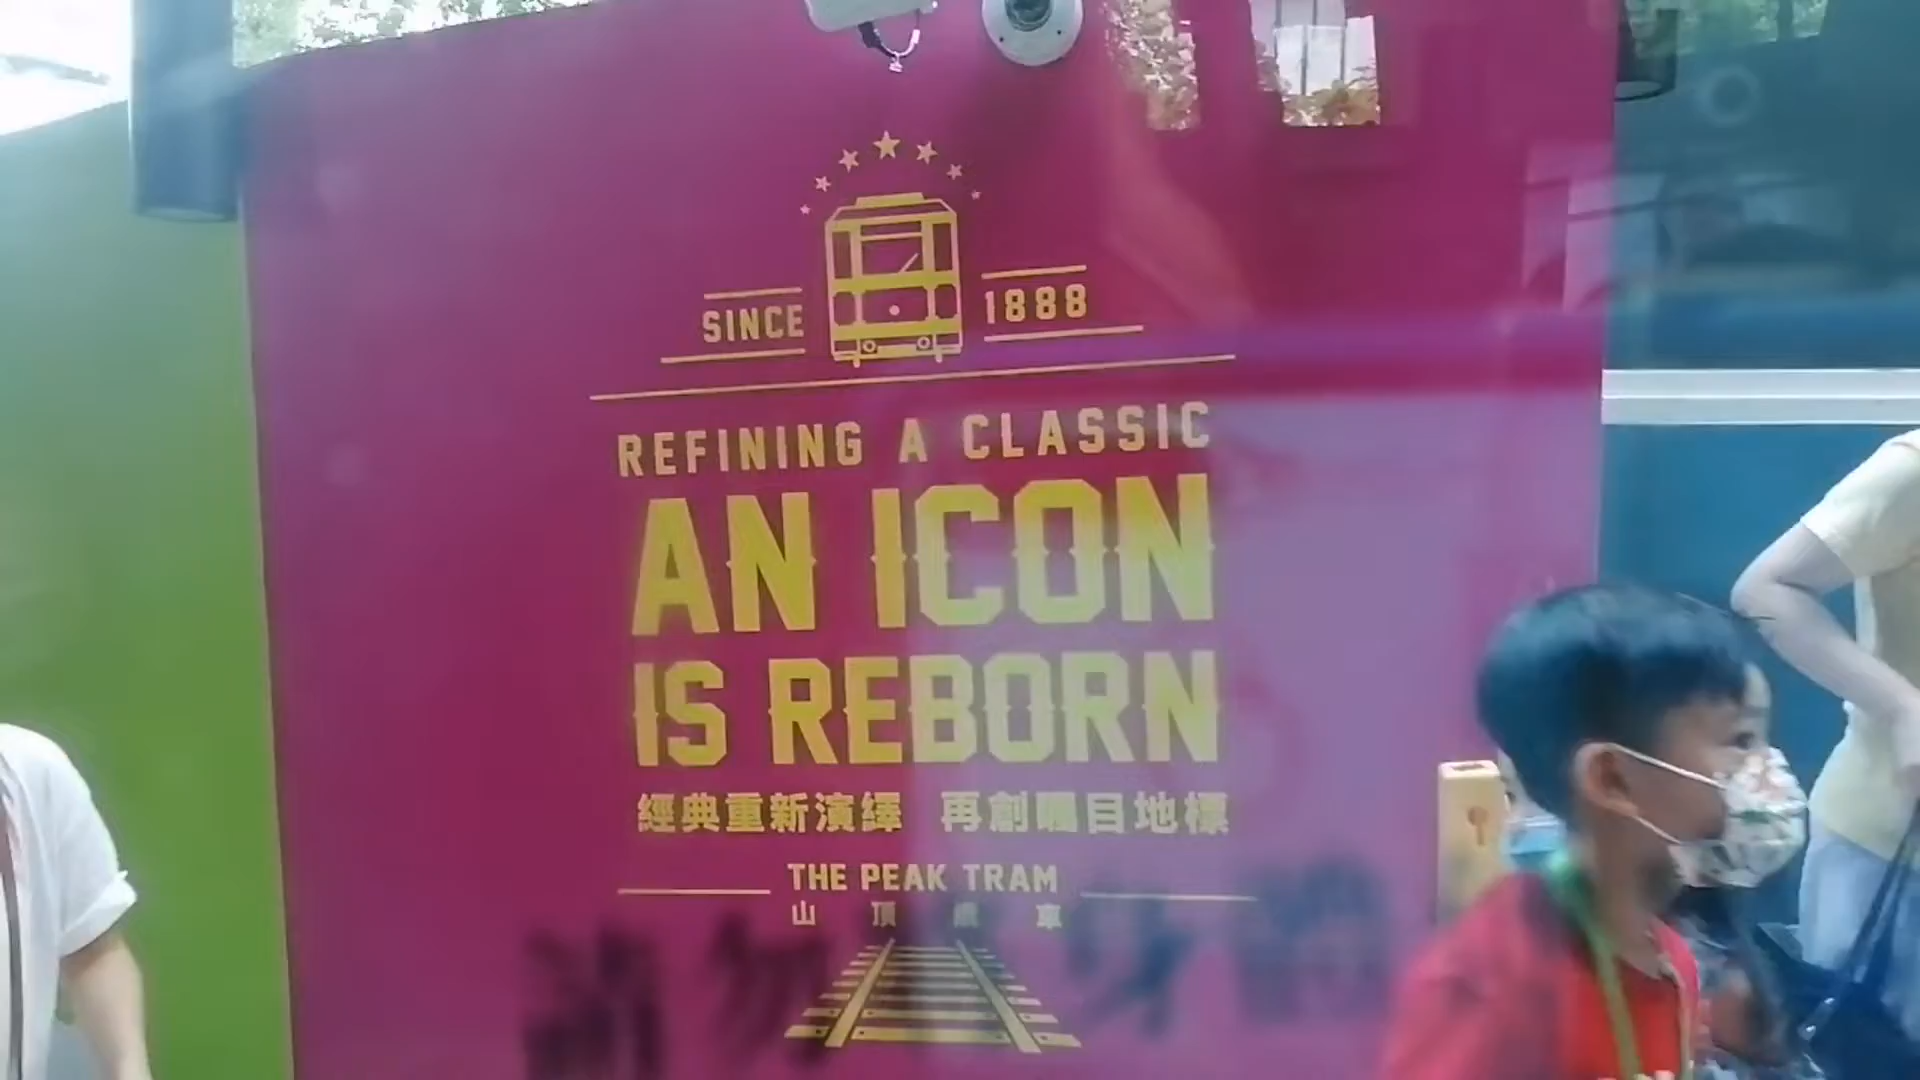 SINCE 1888
REFINING A CLASSIC
AN ICON
IS REBORN
經典重新演繹 再創矚目地標
THE PEAK TRAM
山頂纜車